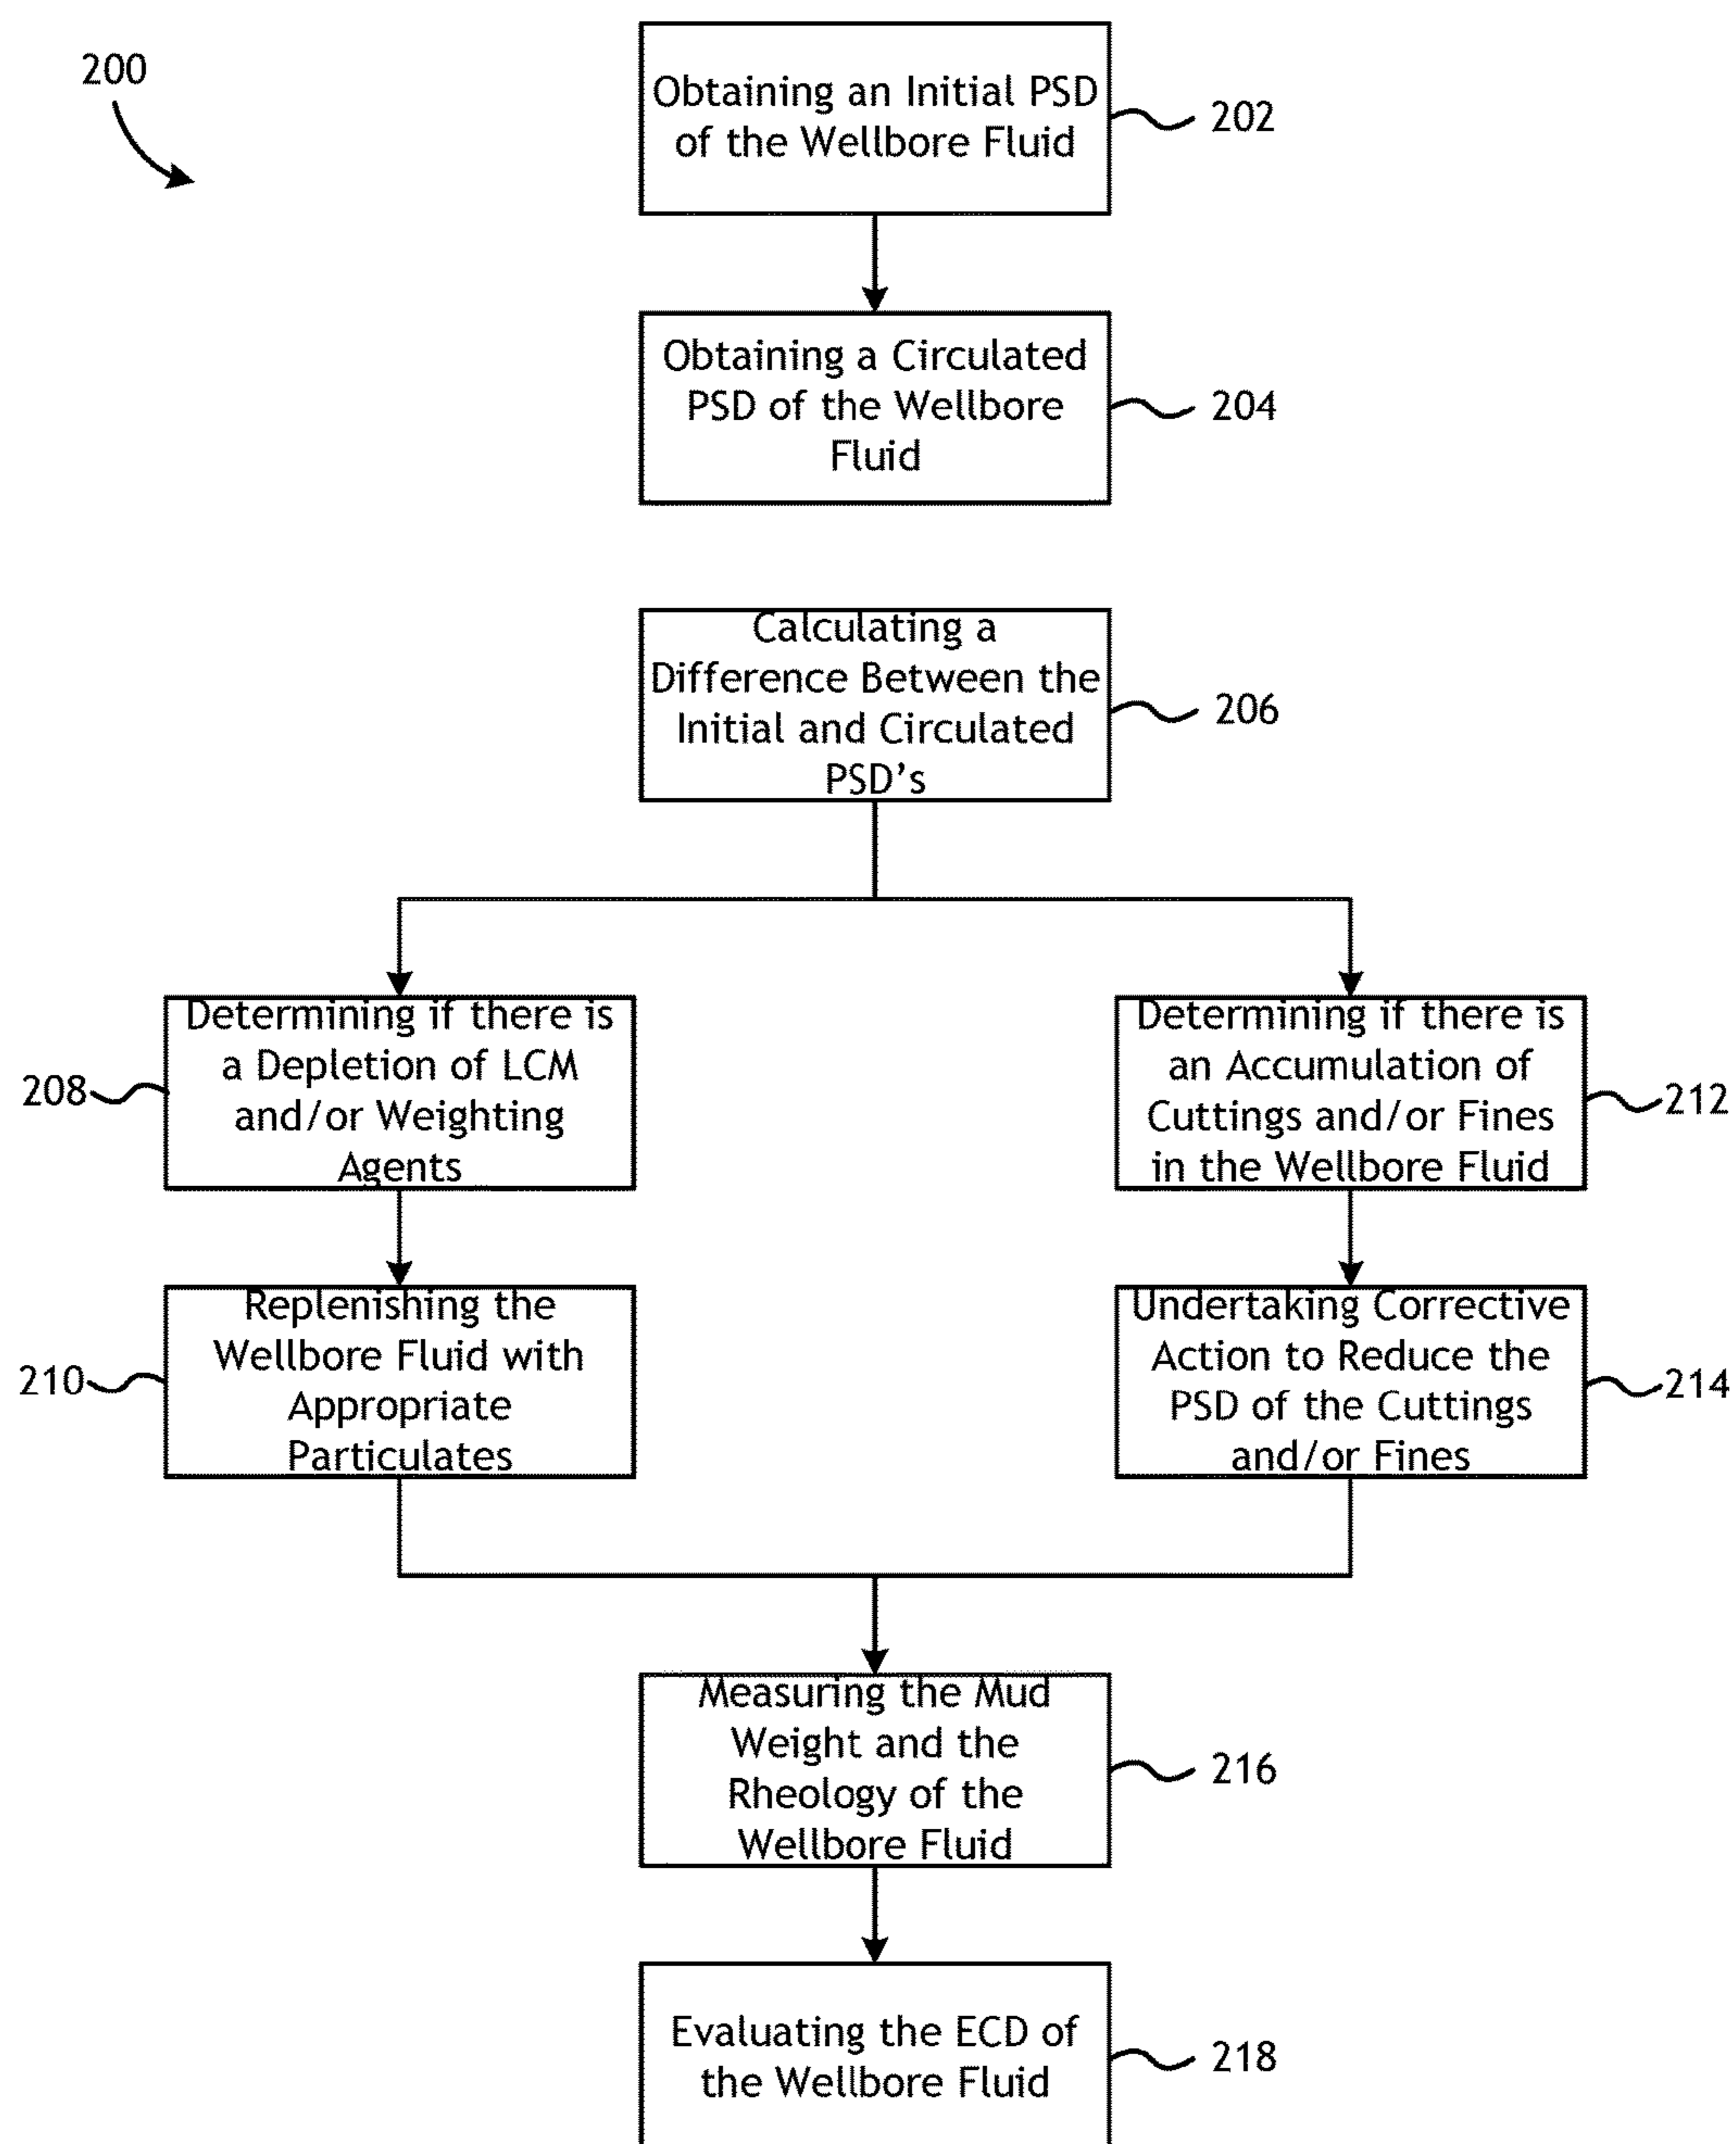 200
Obtaining an Initial PSD
of the Wellbore Fluid
202
Obtaining a Circulated
PSD of the Wellbore
Fluid
204
Calculating a
Difference Between the
Initial and Circulated
PSD's
206
Determining if there is
a Depletion of LCM
and/or Weighting
Agents
208
Replenishing the
Wellbore Fluid with
Appropriate
Particulates
210
Determining if there is
an Accumulation of
Cuttings and/or Fines
in the Wellbore Fluid
212
Undertaking Corrective
Action to Reduce the
PSD of the Cuttings
and/or Fines
214
Measuring the Mud
Weight and the
Rheology of the
Wellbore Fluid
216
Evaluating the ECD of
the Wellbore Fluid
218